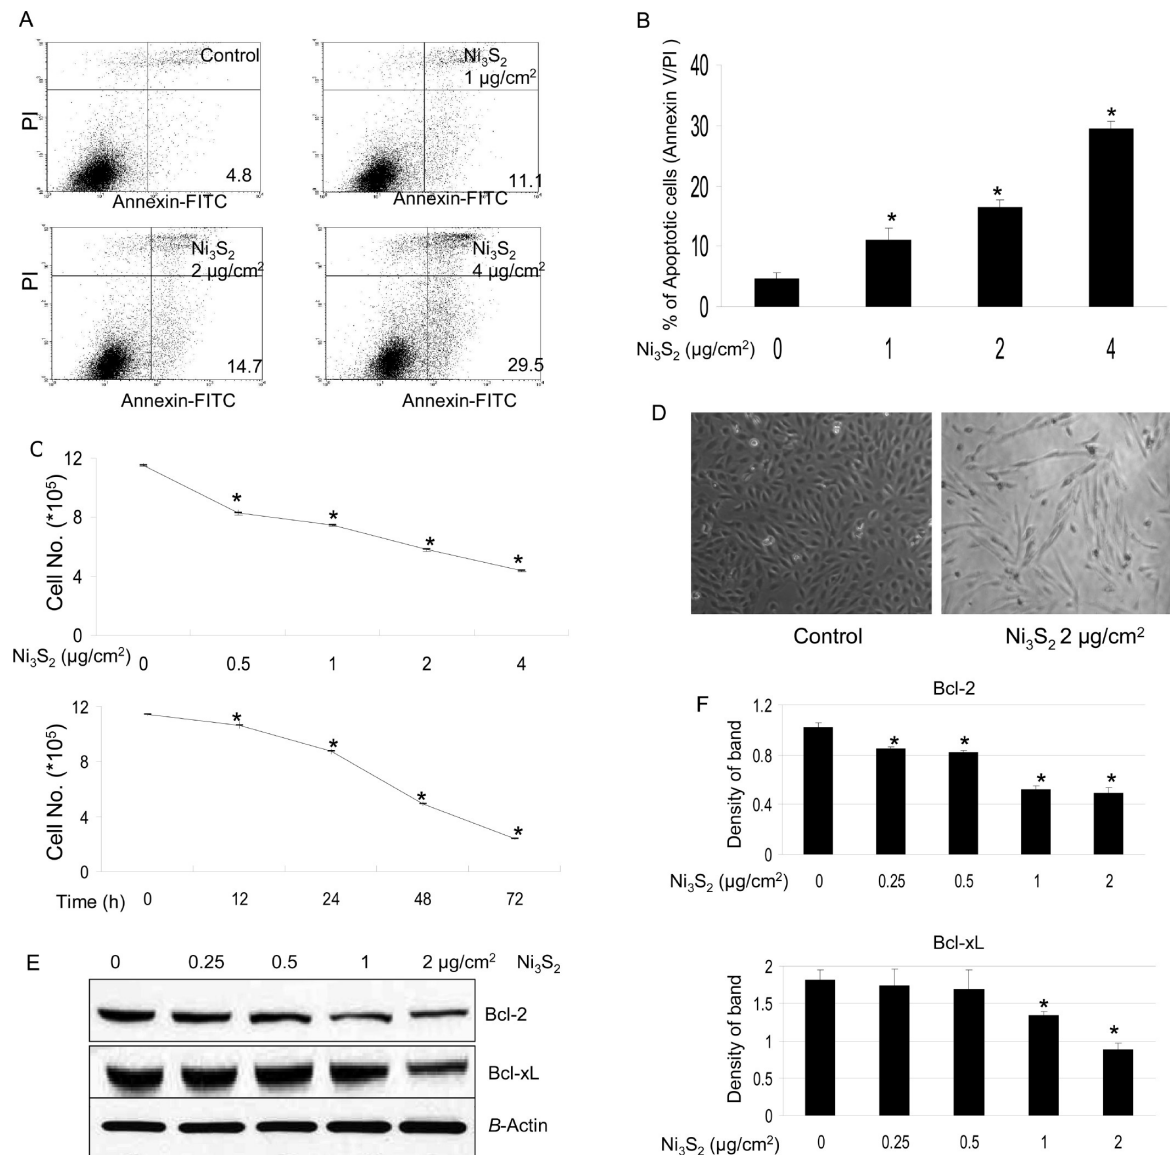 A
Control
4.8
PI
Annexin-FITC
Ni₃S₂
1 µg/cm²
11.1
Annexin-FITC
Ni₃S₂
2 µg/cm²
14.7
PI
Annexin-FITC
Ni₃S₂
4 µg/cm²
29.5
Annexin-FITC
B
% of Apoptotic cells (Annexin V/PI )
40
30
20
10
0
* * *
Ni₃S₂ (µg/cm²) 0 1 2 4
C
Cell No. (*10⁵)
12
8
4
0
* * * *
Ni₃S₂ (µg/cm²) 0 0.5 1 2 4
Cell No. (*10⁵)
12
8
4
0
* * * * *
Time (h) 0 12 24 48 72
D
Control
Ni₃S₂ 2 µg/cm²
E
0 0.25 0.5 1 2 µg/cm² Ni₃S₂
Bcl-2
Bcl-xL
B-Actin
F
Bcl-2
Density of band
1.2
0.8
0.4
0
* * * *
Ni₃S₂ (µg/cm²) 0 0.25 0.5 1 2
Bcl-xL
Density of band
2
1.5
1
0.5
0
* *
Ni₃S₂ (µg/cm²) 0 0.25 0.5 1 2